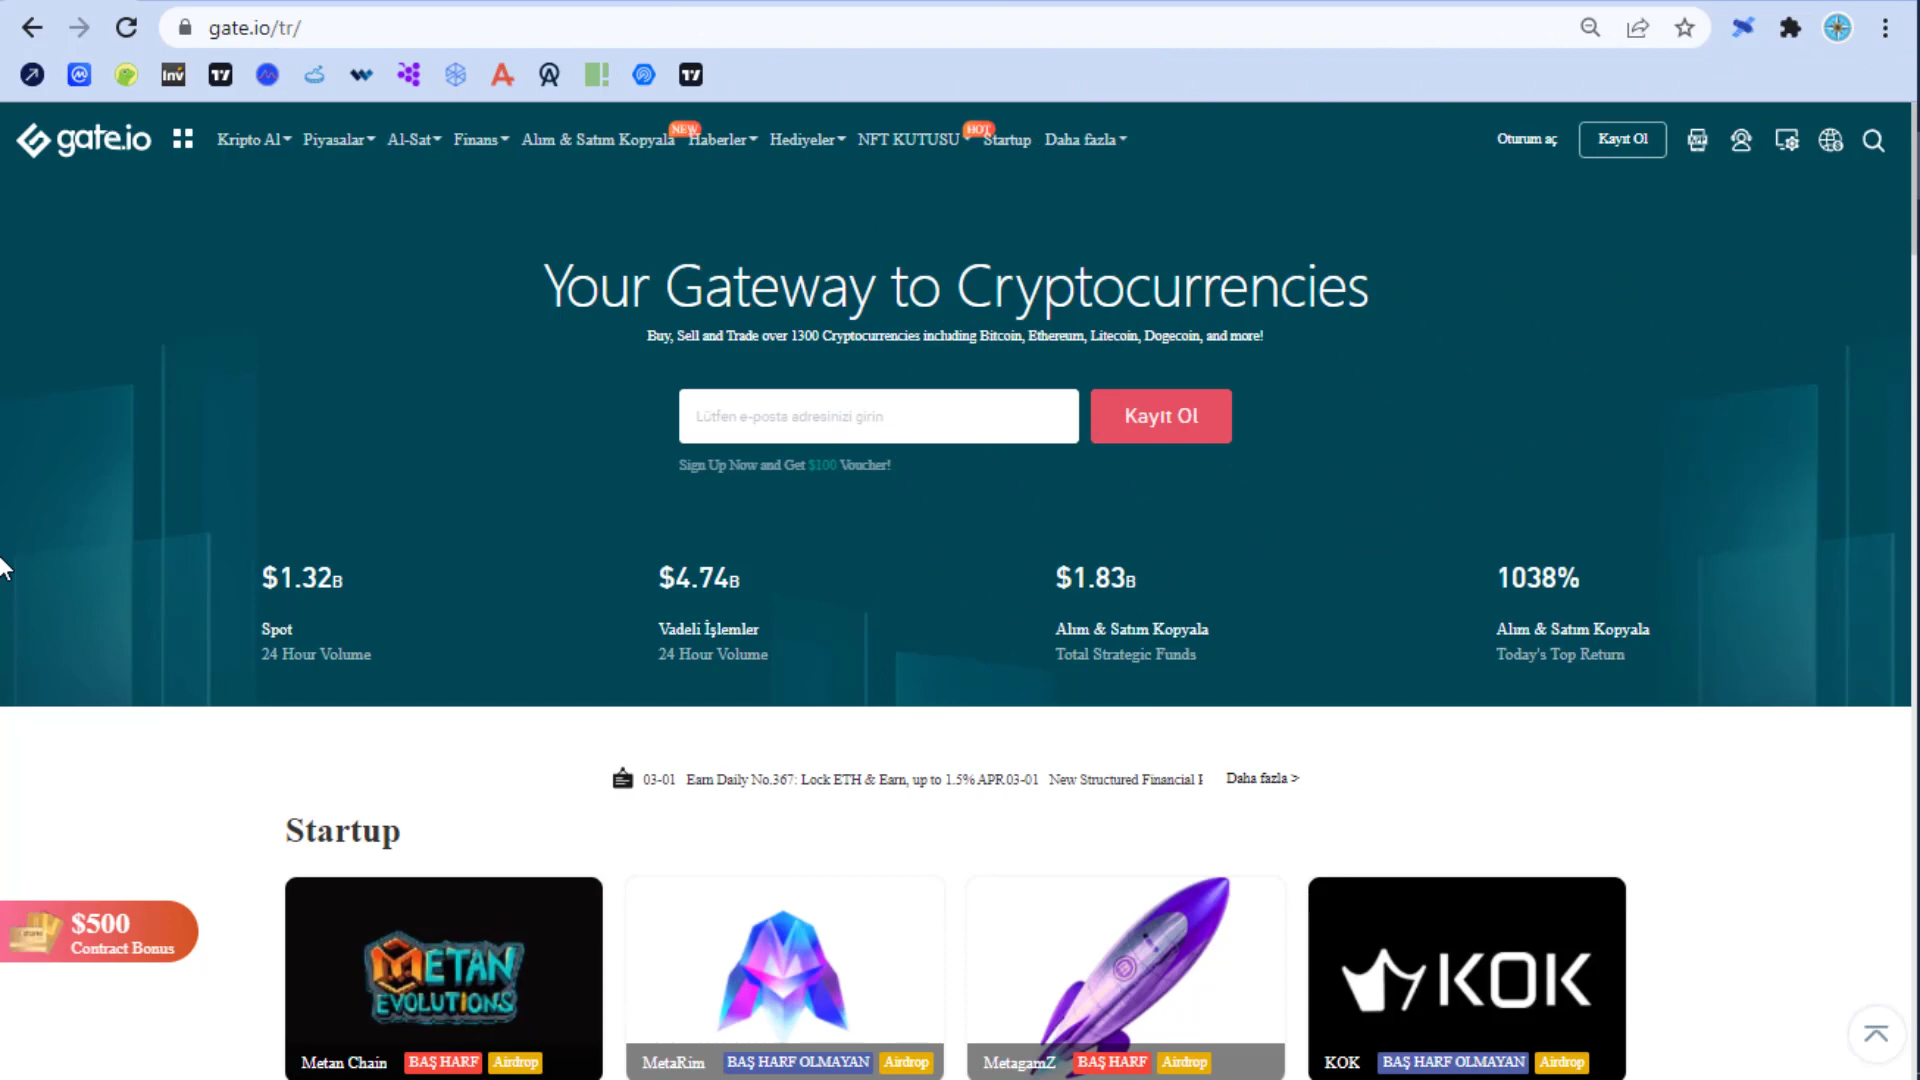 gate.io/tr/
gate.io
Kripto Al
Piyasalar
Al-Sat
Finans
Alım & Satım Kopyala
NEW
Haberler
Hediyeler
NFT KUTUSU
HOT
Startup
Daha fazla
Oturum aç
Kayıt Ol
Your Gateway to Cryptocurrencies
Buy, Sell and Trade over 1300 Cryptocurrencies including Bitcoin, Ethereum, Litecoin, Dogecoin, and more!
Lütfen e-posta adresinizi girin
Kayıt Ol
Sign Up Now and Get $100 Voucher!
$1.32B
$4.74B
$1.83B
1038%
Spot
Vadeli İşlemler
Alım & Satım Kopyala
Alım & Satım Kopyala
24 Hour Volume
24 Hour Volume
Total Strategic Funds
Today's Top Return
03-01 Earn Daily No.367: Lock ETH & Earn, up to 1.5% APR 03-01 New Structured Financial
Daha fazla >
Startup
$500
Contract Bonus
METAN
EVOLUTIONS
KOK
Metan Chain BAŞ HARF Airdrop
MetaRim BAŞ HARF OLMAYAN Airdrop
MetagamZ BAŞ HARF Airdrop
KOK BAŞ HARF OLMAYAN Airdrop